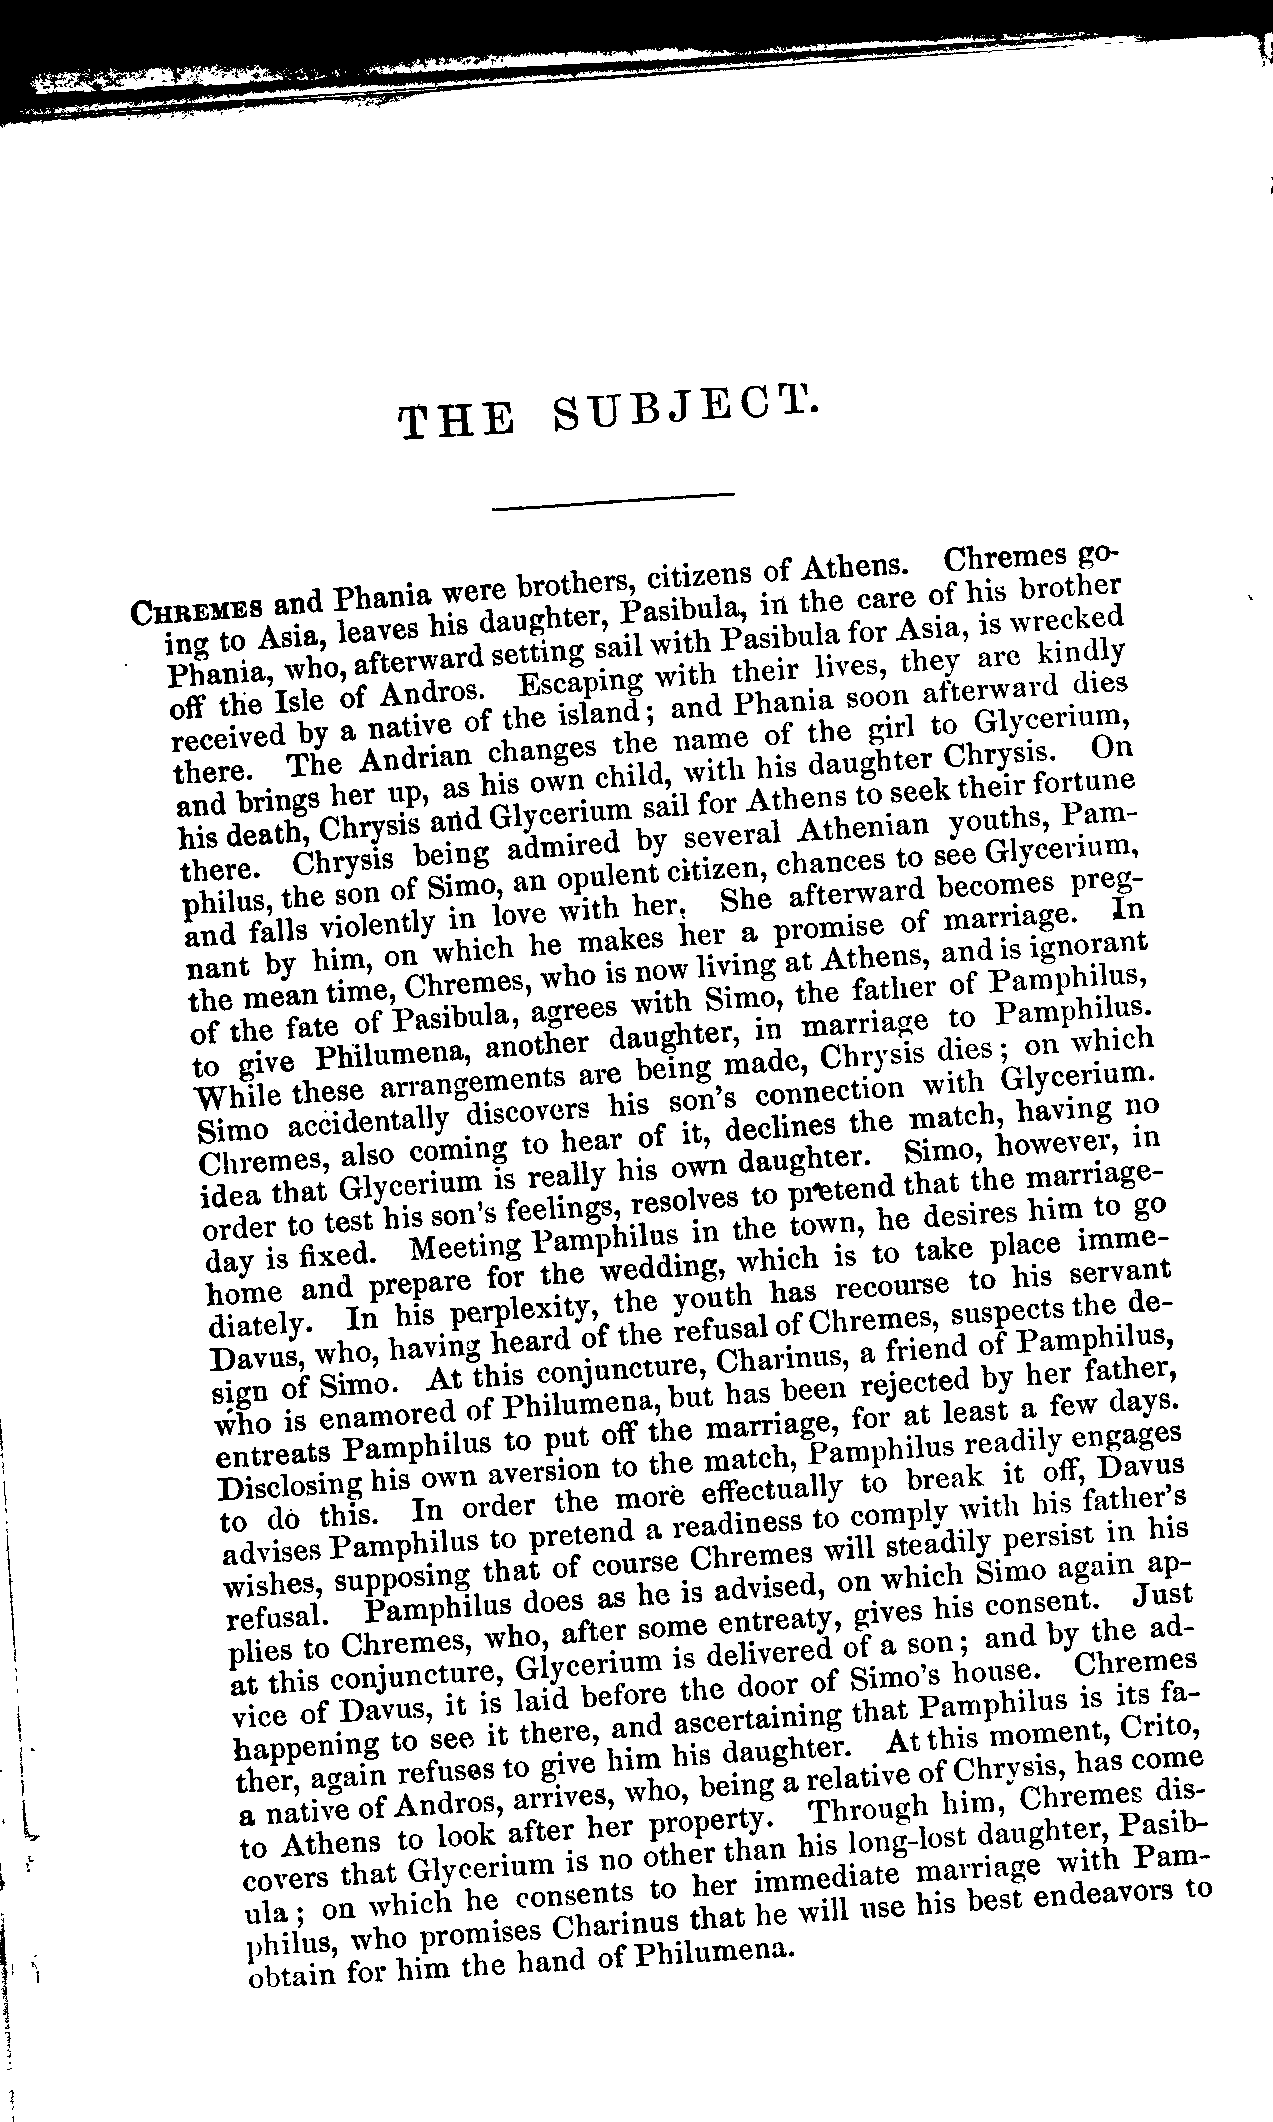 THE SUBJECT.
CHREMES and Phania were brothers, citizens of Athens. Chremes go-
ing to Asia, leaves his daughter, Pasibula, in the care of his brother
Phania, who, afterward setting sail with Pasibula for Asia, is wrecked
off the Isle of Andros. Escaping with their lives, they are kindly
received by a native of the island; and Phania soon afterward dies
there. The Andrian changes the name of the girl to Glycerium,
and brings her up, as his own child, with his daughter Chrysis. On
his death, Chrysis and Glycerium sail for Athens to seek their fortune
there. Chrysis being admired by several Athenian youths, Pam-
philus, the son of Simo, an opulent citizen, chances to see Glycerium,
and falls violently in love with her. She afterward becomes preg-
nant by him, on which he makes her a promise of marriage. In
the mean time, Chremes, who is now living at Athens, and is ignorant
of the fate of Pasibula, agrees with Simo, the father of Pamphilus,
to give Philumena, another daughter, in marriage to Pamphilus.
While these arrangements are being made, Chrysis dies; on which
Simo accidentally discovers his son's connection with Glycerium.
Chremes, also coming to hear of it, declines the match, having no
idea that Glycerium is really his own daughter. Simo, however, in
order to test his son's feelings, resolves to pretend that the marriage-
day is fixed. Meeting Pamphilus in the town, he desires him to go
home and prepare for the wedding, which is to take place imme-
diately. In his perplexity, the youth has recourse to his servant
Davus, who, having heard of the refusal of Chremes, suspects the de-
sign of Simo. At this conjuncture, Charinus, a friend of Pamphilus,
who is enamored of Philumena, but has been rejected by her father,
entreats Pamphilus to put off the marriage, for at least a few days.
Disclosing his own aversion to the match, Pamphilus readily engages
to do this. In order the more effectually to break it off, Davus
advises Pamphilus to pretend a readiness to comply with his father's
wishes, supposing that of course Chremes will steadily persist in his
refusal. Pamphilus does as he is advised, on which Simo again ap-
plies to Chremes, who, after some entreaty, gives his consent. Just
at this conjuncture, Glycerium is delivered of a son; and by the ad-
vice of Davus, it is laid before the door of Simo's house. Chremes
happening to see it there, and ascertaining that Pamphilus is its fa-
ther, again refuses to give him his daughter. At this moment, Crito,
a native of Andros, arrives, who, being a relative of Chrysis, has come
to Athens to look after her property. Through him, Chremes dis-
covers that Glycerium is no other than his long-lost daughter, Pasib-
ula; on which he consents to her immediate marriage with Pam-
philus, who promises Charinus that he will use his best endeavors to
obtain for him the hand of Philumena.